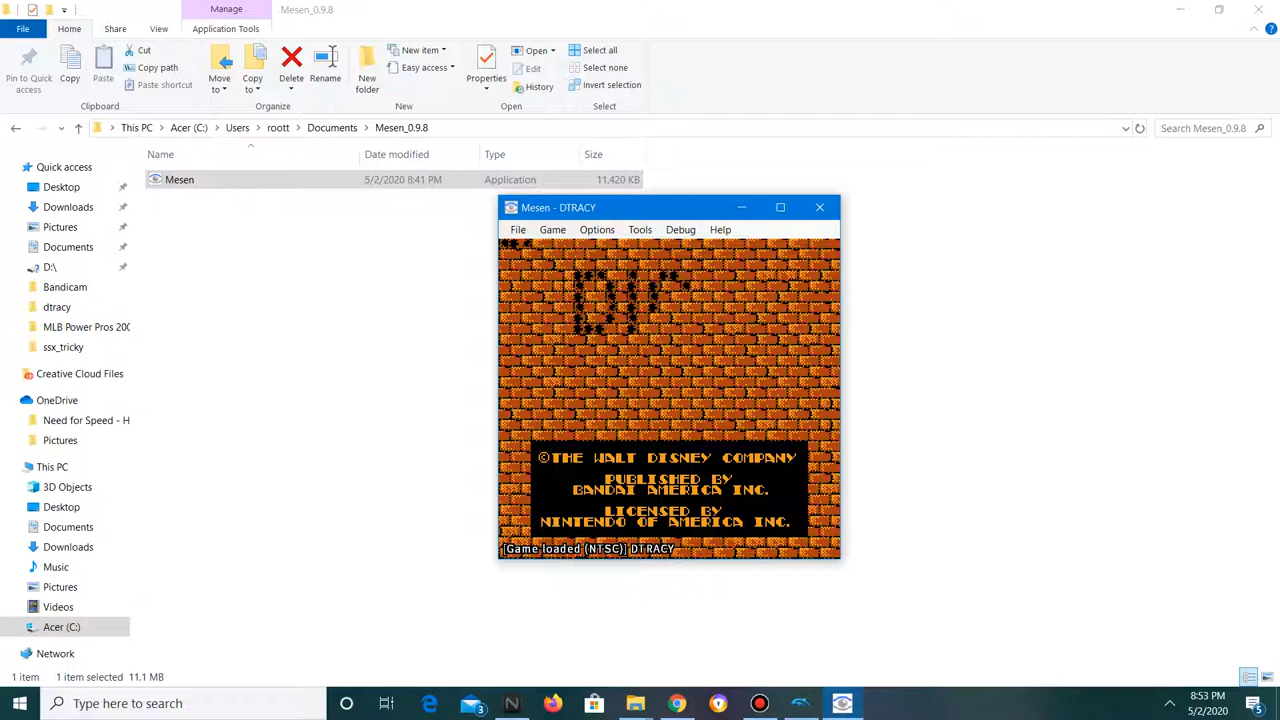 Manage
Mesen_0.9.8
File
Home
Share
View
Application Tools
Pin to Quick access
Copy
Paste
Cut
Copy path
Paste shortcut
Clipboard
Move to
Copy to
Delete
Rename
Organize
New folder
New item
Easy access
New
Properties
Open
Edit
History
Open
Select all
Select none
Invert selection
Select
This PC > Acer (C:) > Users > roott > Documents > Mesen_0.9.8
Search Mesen_0.9.8
Name
Date modified
Type
Size
Mesen
5/2/2020 8:41 PM
Application
11,420 KB
Quick access
Desktop
Downloads
Pictures
Documents
D:\
Bandicam
dtracy
MLB Power Pros 200
ssx_tricky
Creative Cloud Files
OneDrive
Need for Speed - H
Pictures
This PC
3D Objects
Desktop
Documents
Downloads
Music
Pictures
Videos
Acer (C:)
Network
Mesen - DTRACY
File
Game
Options
Tools
Debug
Help
©THE WALT DISNEY COMPANY
PUBLISHED BY
BANDAI AMERICA INC.
LICENSED BY
NINTENDO OF AMERICA INC.
[Game loaded (NTSC)] DTRACY
1 item
1 item selected 11.1 MB
Type here to search
3
8:53 PM
5/2/2020
5